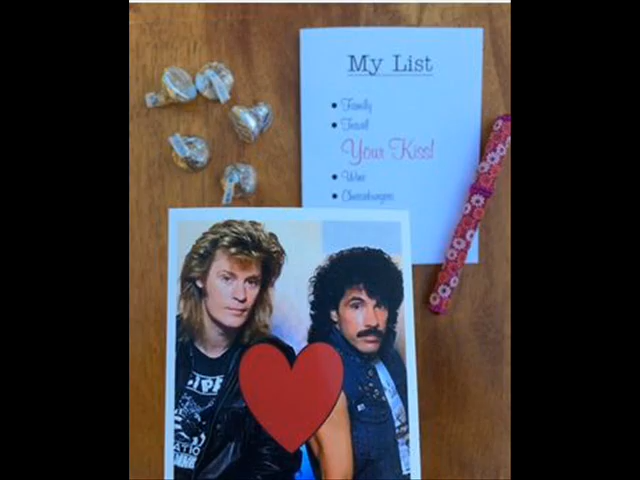 My List
• Family
• Travel
Your Kiss!
• Wine
• Cheeseburgers